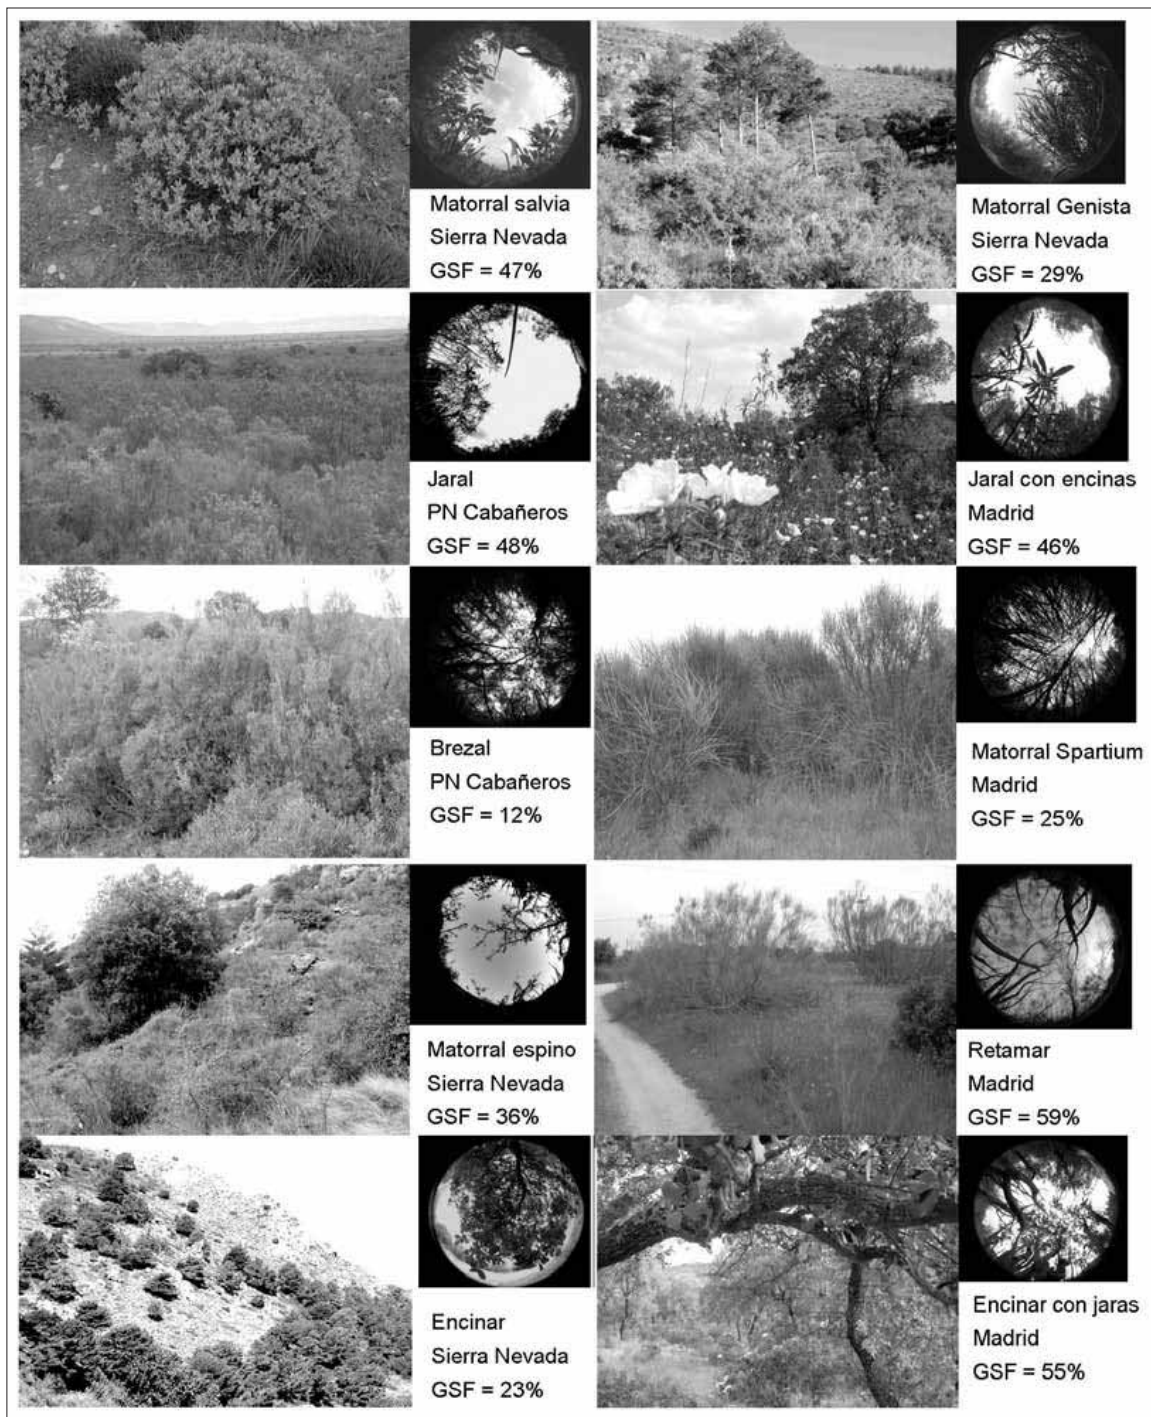 Matorral salvia
Sierra Nevada
GSF = 47%
Matorral Genista
Sierra Nevada
GSF = 29%
Jaral
PN Cabañeros
GSF = 48%
Jaral con encinas
Madrid
GSF = 46%
Brezal
PN Cabañeros
GSF = 12%
Matorral Spartium
Madrid
GSF = 25%
Matorral espino
Sierra Nevada
GSF = 36%
Retamar
Madrid
GSF = 59%
Encinar
Sierra Nevada
GSF = 23%
Encinar con jaras
Madrid
GSF = 55%